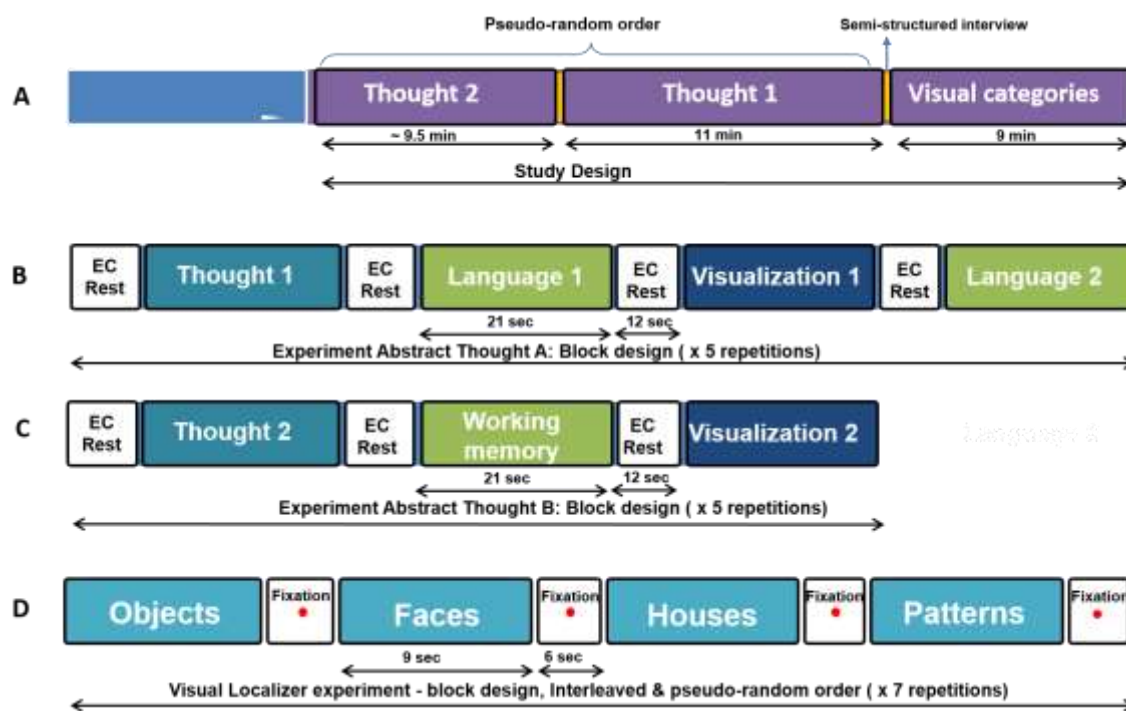 Pseudo-random order
Semi-structured interview
A
Thought 2
Thought 1
Visual categories
~ 9.5 min
11 min
9 min
Study Design
B
EC Rest
Thought 1
EC Rest
Language 1
EC Rest
Visualization 1
EC Rest
Language 2
21 sec
12 sec
Experiment Abstract Thought A: Block design ( x 5 repetitions)
C
EC Rest
Thought 2
EC Rest
Working
memory
EC Rest
Visualization 2
21 sec
12 sec
Experiment Abstract Thought B: Block design ( x 5 repetitions)
D
Objects
Fixation
Faces
Fixation
Houses
Fixation
Patterns
Fixation
9 sec
6 sec
Visual Localizer experiment - block design, Interleaved & pseudo-random order ( x 7 repetitions)